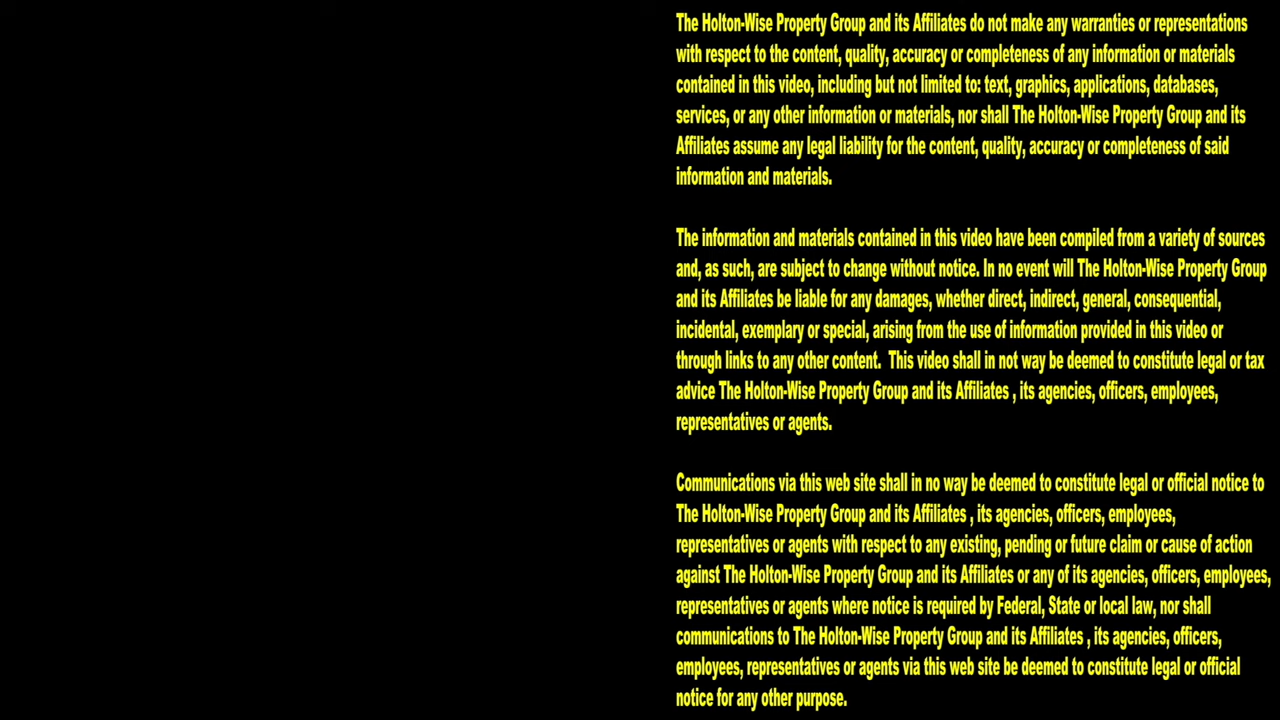 The Holton-Wise Property Group and its Affiliates do not make any warranties or representations
with respect to the content, quality, accuracy or completeness of any information or materials
contained in this video, including but not limited to: text, graphics, applications, databases,
services, or any other information or materials, nor shall The Holton-Wise Property Group and its
Affiliates assume any legal liability for the content, quality, accuracy or completeness of said
information and materials.
The information and materials contained in this video have been compiled from a variety of sources
and, as such, are subject to change without notice. In no event will The Holton-Wise Property Group
and its Affiliates be liable for any damages, whether direct, indirect, general, consequential,
incidental, exemplary or special, arising from the use of information provided in this video or
through links to any other content.  This video shall in not way be deemed to constitute legal or tax
advice The Holton-Wise Property Group and its Affiliates , its agencies, officers, employees,
representatives or agents.
Communications via this web site shall in no way be deemed to constitute legal or official notice to
The Holton-Wise Property Group and its Affiliates , its agencies, officers, employees,
representatives or agents with respect to any existing, pending or future claim or cause of action
against The Holton-Wise Property Group and its Affiliates or any of its agencies, officers, employees,
representatives or agents where notice is required by Federal, State or local law, nor shall
communications to The Holton-Wise Property Group and its Affiliates , its agencies, officers,
employees, representatives or agents via this web site be deemed to constitute legal or official
notice for any other purpose.